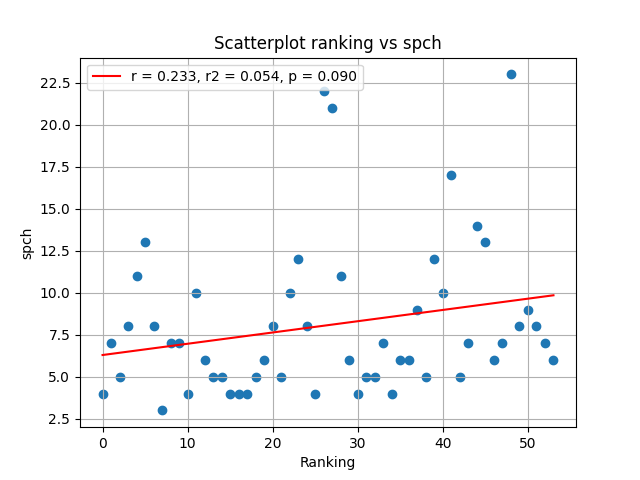 Scatterplot ranking vs spch
r = 0.233, r2 = 0.054, p = 0.090
22.5
20.0
17.5
15.0
12.5
10.0
7.5
5.0
2.5
spch
0 10 20 30 40 50
Ranking